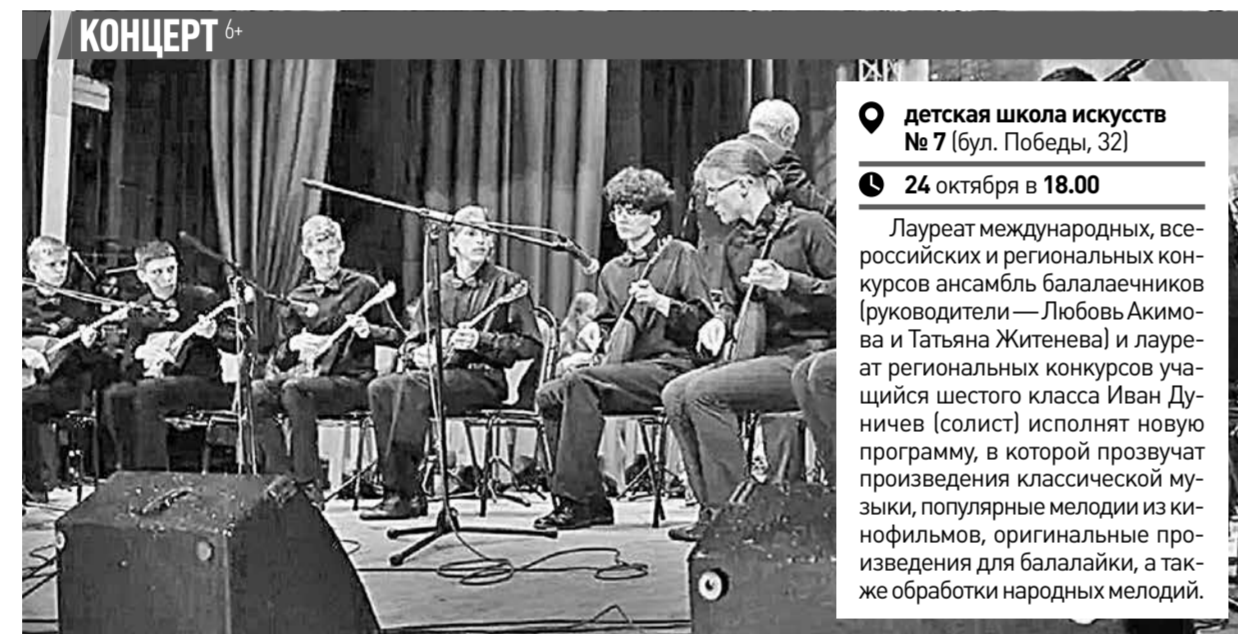 КОНЦЕРТ 6+
детская школа искусств
№ 7 (бул. Победы, 32)
24 октября в 18.00
Лауреат международных, все-
российских и региональных кон-
курсов ансамбль балалаечников
(руководители — Любовь Акимо-
ва и Татьяна Житенева) и лауре-
ат региональных конкурсов уча-
щийся шестого класса Иван Ду-
ничев (солист) исполнят новую
программу, в которой прозвучат
произведения классической му-
зыки, популярные мелодии из ки-
нофильмов, оригинальные про-
изведения для балалайки, а так-
же обработки народных мелодий.